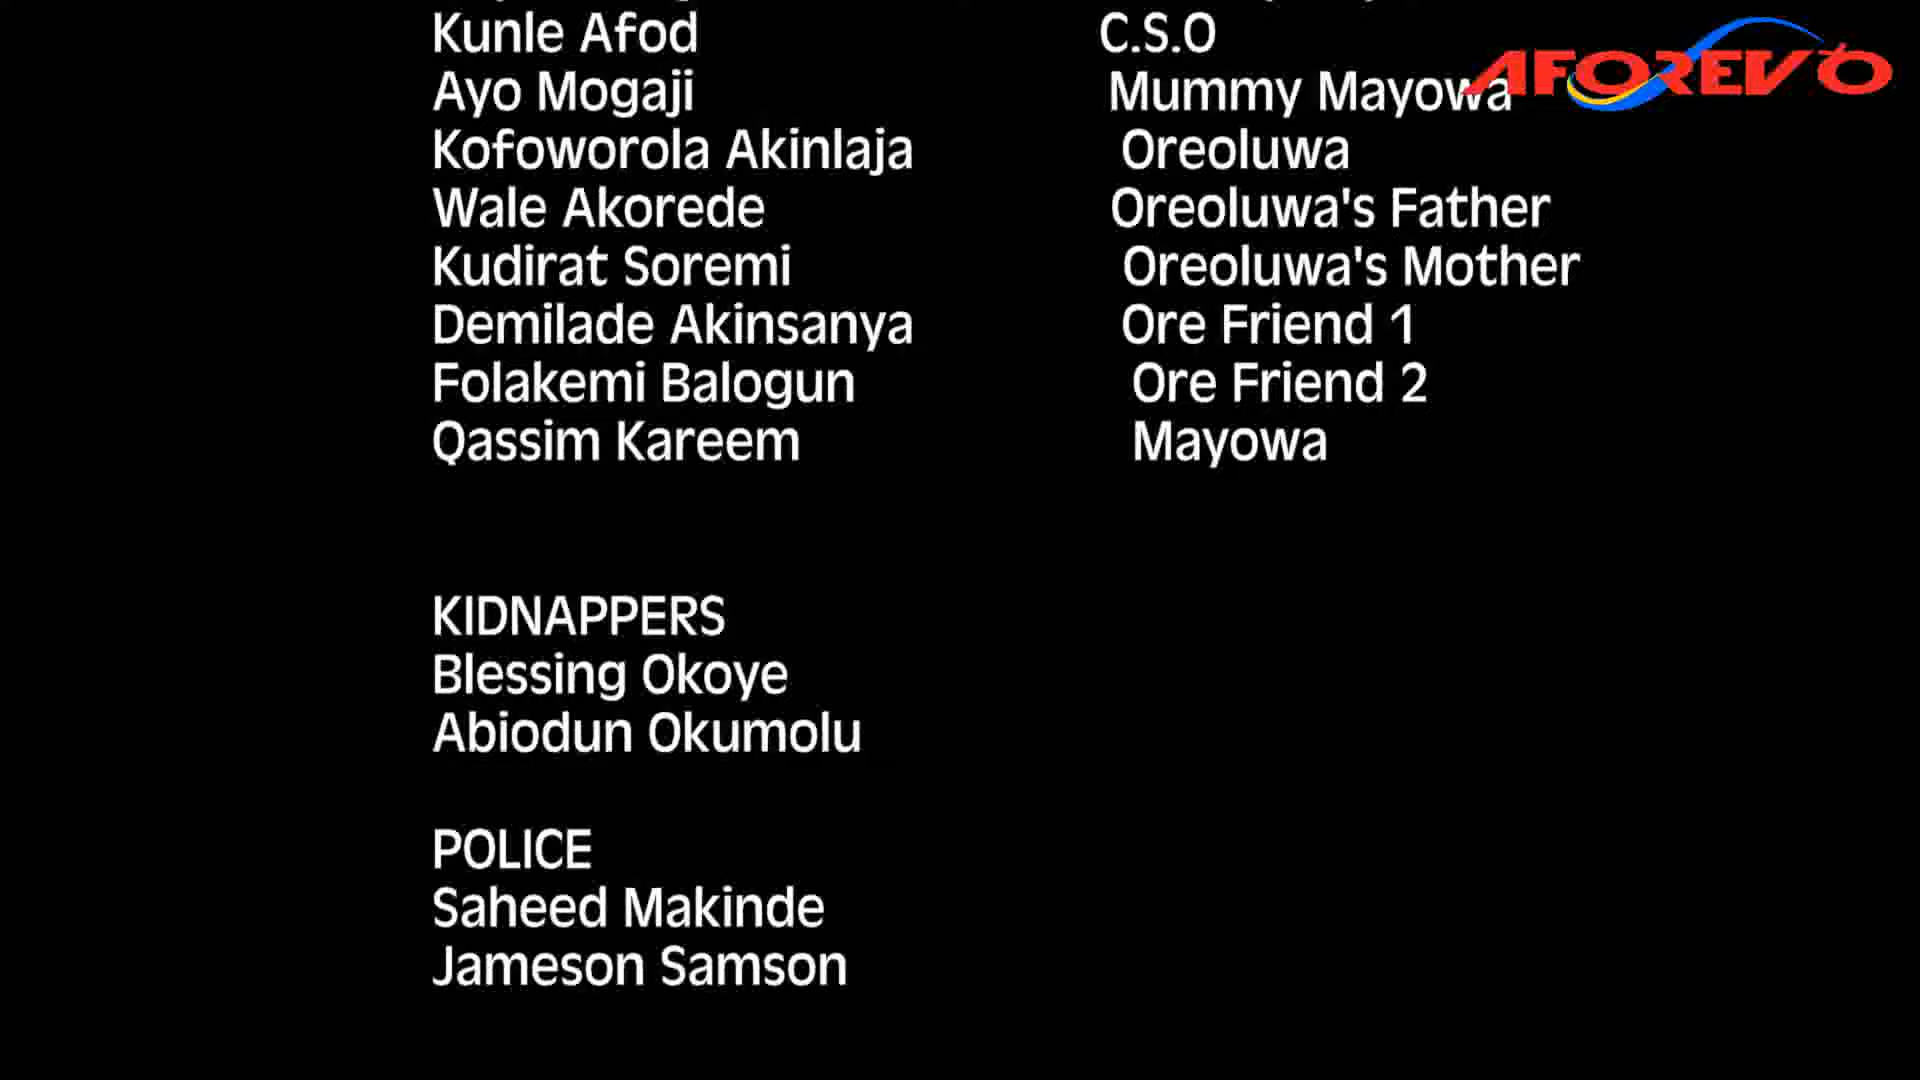 Kunle Afod C.S.O
AFOREVO
Ayo Mogaji Mummy Mayowa
Kofoworola Akinlaja Oreoluwa
Wale Akorede Oreoluwa's Father
Kudirat Soremi Oreoluwa's Mother
Demilade Akinsanya Ore Friend 1
Folakemi Balogun Ore Friend 2
Qassim Kareem Mayowa
KIDNAPPERS
Blessing Okoye
Abiodun Okumolu
POLICE
Saheed Makinde
Jameson Samson